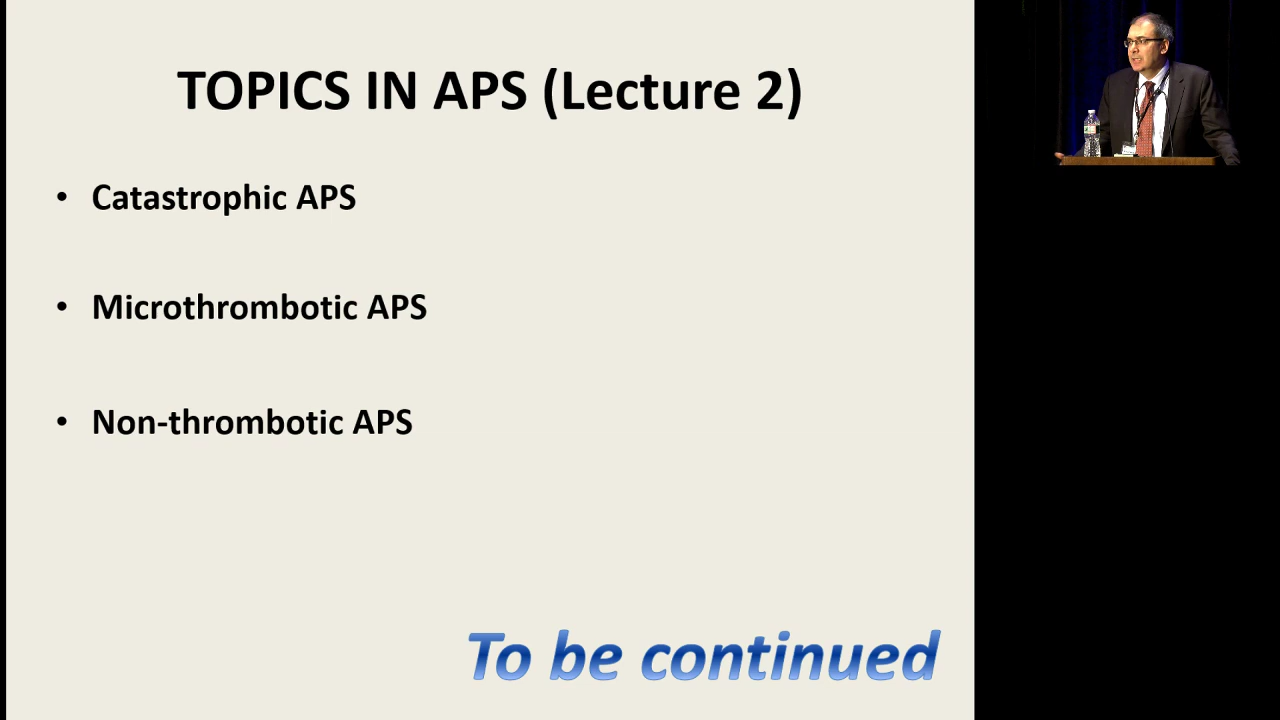 TOPICS IN APS (Lecture 2)
• Catastrophic APS
• Microthrombotic APS
• Non-thrombotic APS
To be continued